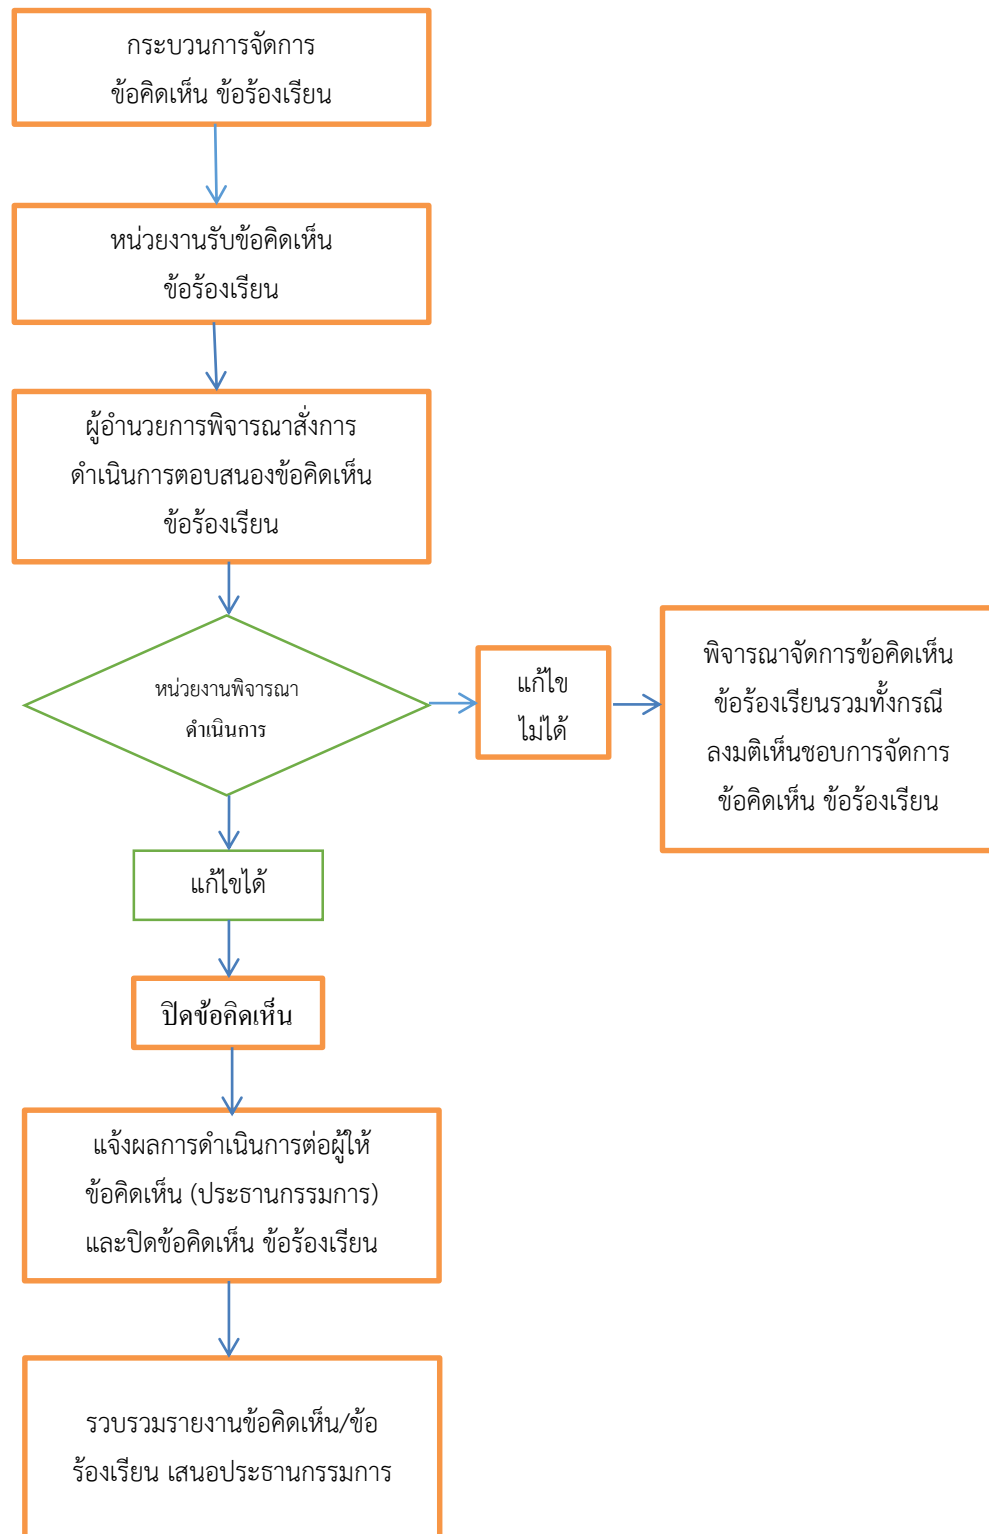 กระบวนการจัดการ
ข้อคิดเห็น ข้อร้องเรียน
หน่วยงานรับข้อคิดเห็น
ข้อร้องเรียน
ผู้อำนวยการพิจารณาสั่งการ
ดำเนินการตอบสนองข้อคิดเห็น
ข้อร้องเรียน
หน่วยงานพิจารณา
ดำเนินการ
แก้ไข
ไม่ได้
พิจารณาจัดการข้อคิดเห็น
ข้อร้องเรียนรวมทั้งกรณี
ลงมติเห็นชอบการจัดการ
ข้อคิดเห็น ข้อร้องเรียน
แก้ไขได้
ปิดข้อคิดเห็น
แจ้งผลการดำเนินการต่อผู้ให้
ข้อคิดเห็น (ประธานกรรมการ)
และปิดข้อคิดเห็น ข้อร้องเรียน
รวบรวมรายงานข้อคิดเห็น/ข้อ
ร้องเรียน เสนอประธานกรรมการ